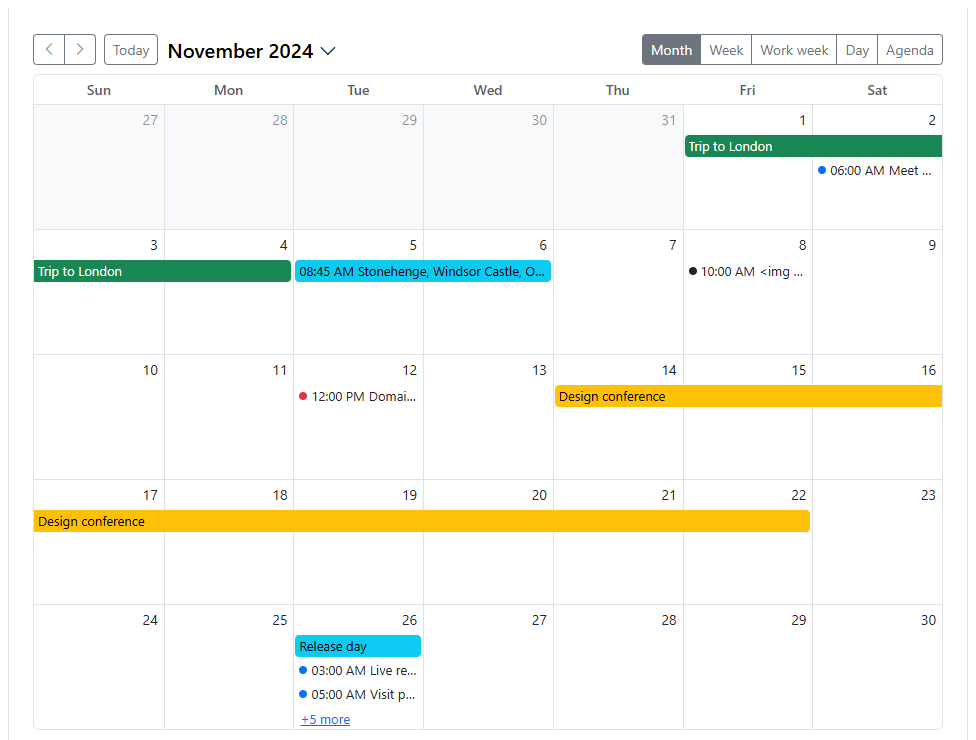 Today November 2024 Month Week Work week Day Agenda
Sun Mon Tue Wed Thu Fri Sat
27 28 29 30 31 1 2
Trip to London
06:00 AM Meet ...
3 4 5 6 7 8 9
Trip to London 08:45 AM Stonehenge, Windsor Castle, O... 10:00 AM <img ...
10 11 12 13 14 15 16
12:00 PM Domai... Design conference
17 18 19 20 21 22 23
Design conference
24 25 26 27 28 29 30
Release day
03:00 AM Live re...
05:00 AM Visit p...
+5 more